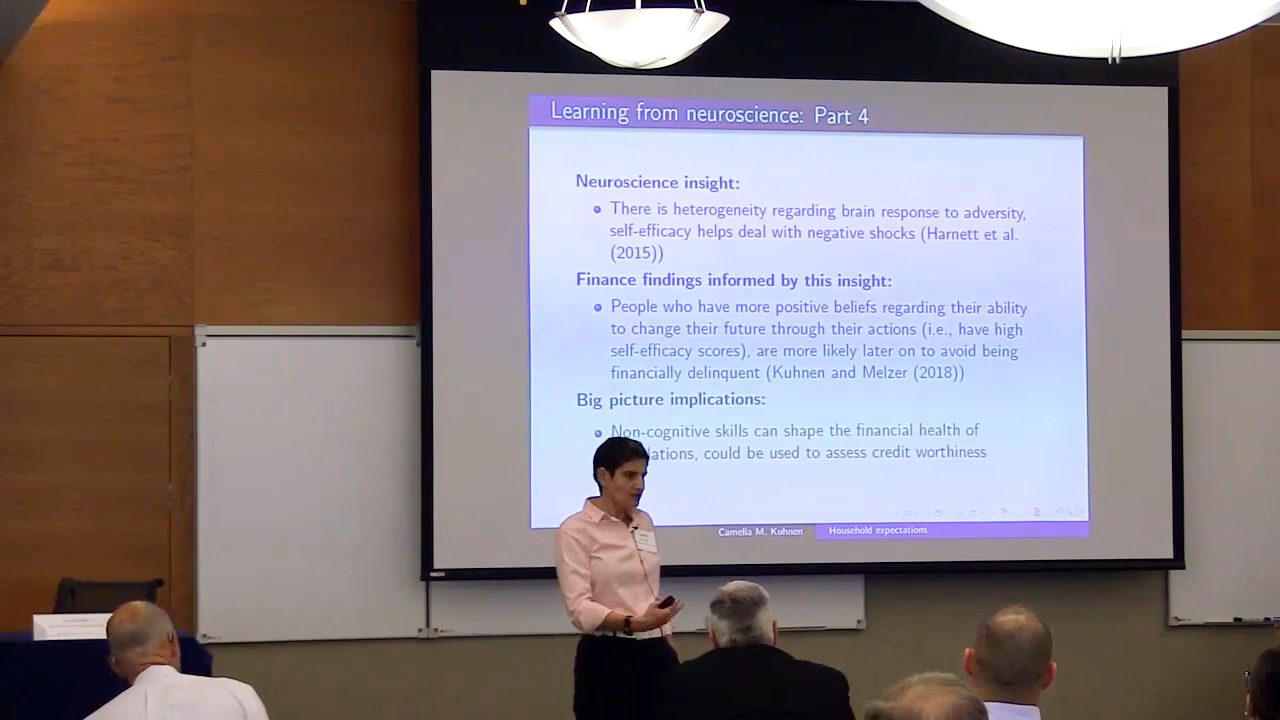 Learning from neuroscience: Part 4
Neuroscience insight:
There is heterogeneity regarding brain response to adversity,
self-efficacy helps deal with negative shocks (Harnett et al.
(2015))
Finance findings informed by this insight:
People who have more positive beliefs regarding their ability
to change their future through their actions (i.e., have high
self-efficacy scores), are more likely later on to avoid being
financially delinquent (Kuhnen and Melzer (2018))
Big picture implications:
Non-cognitive skills can shape the financial health of
could be used to assess credit worthiness
Camelia M. Kuhnen
Household expectations